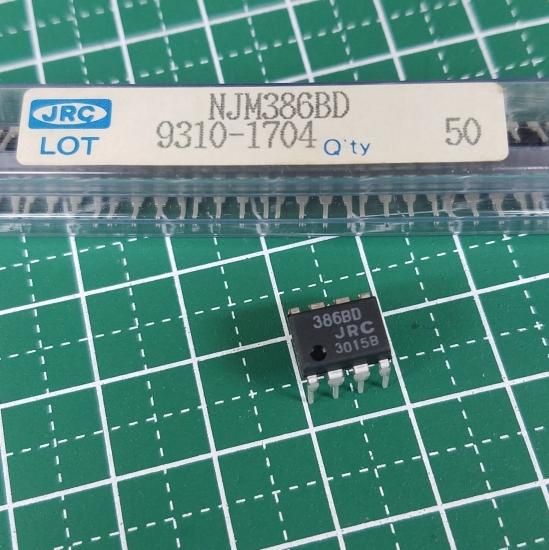 JRC NJM386BD
LOT 9310-1704 Q'ty 50
386BD
JRC
3015B